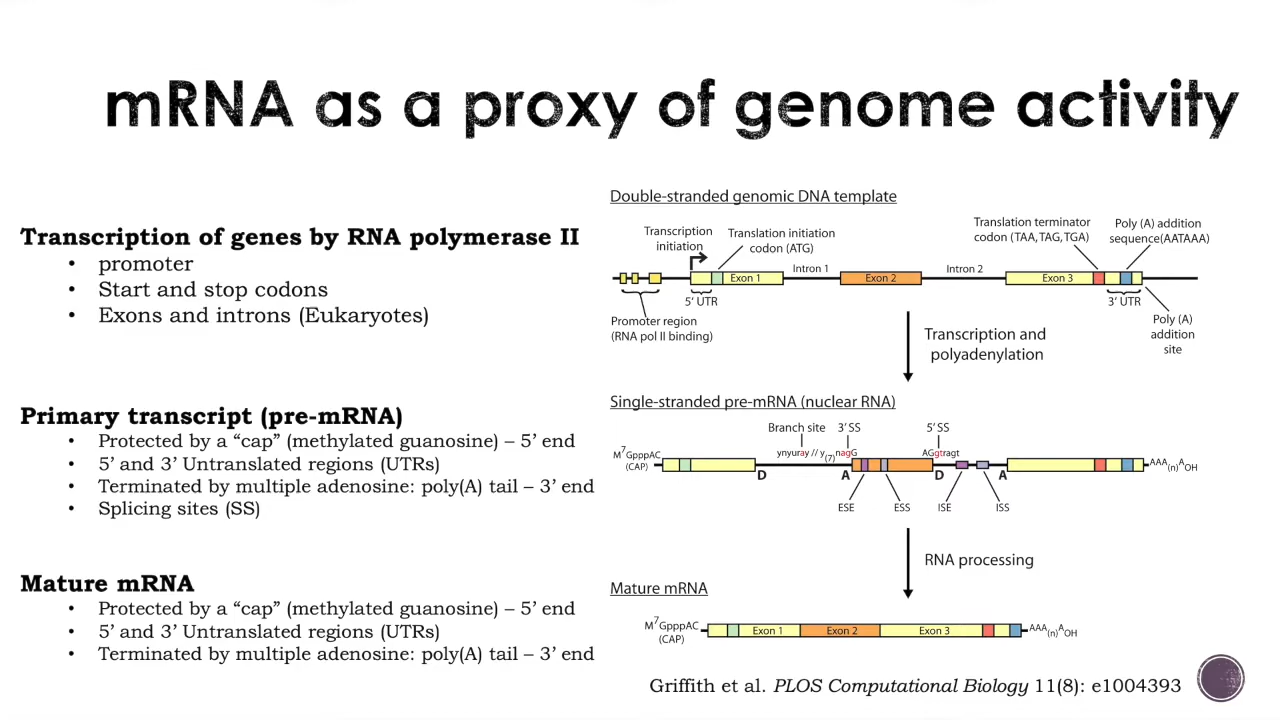 mRNA as a proxy of genome activity
Transcription of genes by RNA polymerase II
• promoter
• Start and stop codons
• Exons and introns (Eukaryotes)
Primary transcript (pre-mRNA)
• Protected by a “cap” (methylated guanosine) – 5’ end
• 5’ and 3’ Untranslated regions (UTRs)
• Terminated by multiple adenosine: poly(A) tail – 3’ end
• Splicing sites (SS)
Mature mRNA
• Protected by a “cap” (methylated guanosine) – 5’ end
• 5’ and 3’ Untranslated regions (UTRs)
• Terminated by multiple adenosine: poly(A) tail – 3’ end
Double-stranded genomic DNA template
Transcription
initiation
Translation initiation
codon (ATG)
Translation terminator
codon (TAA, TAG, TGA)
Poly (A) addition
sequence(AATAAA)
Exon 1
Intron 1
Exon 2
Intron 2
Exon 3
5’ UTR
3’ UTR
Promoter region
(RNA pol II binding)
Poly (A)
addition
site
Transcription and
polyadenylation
Single-stranded pre-mRNA (nuclear RNA)
Branch site
3’ SS
5’ SS
M7GpppAC
(CAP)
ynyuray // y(7)nagG
AGgtragt
AAA(n)AOH
D
A
D
A
ESE
ESS
ISE
ISS
RNA processing
Mature mRNA
M7GpppAC
(CAP)
Exon 1
Exon 2
Exon 3
AAA(n)AOH
Griffith et al. PLOS Computational Biology 11(8): e1004393